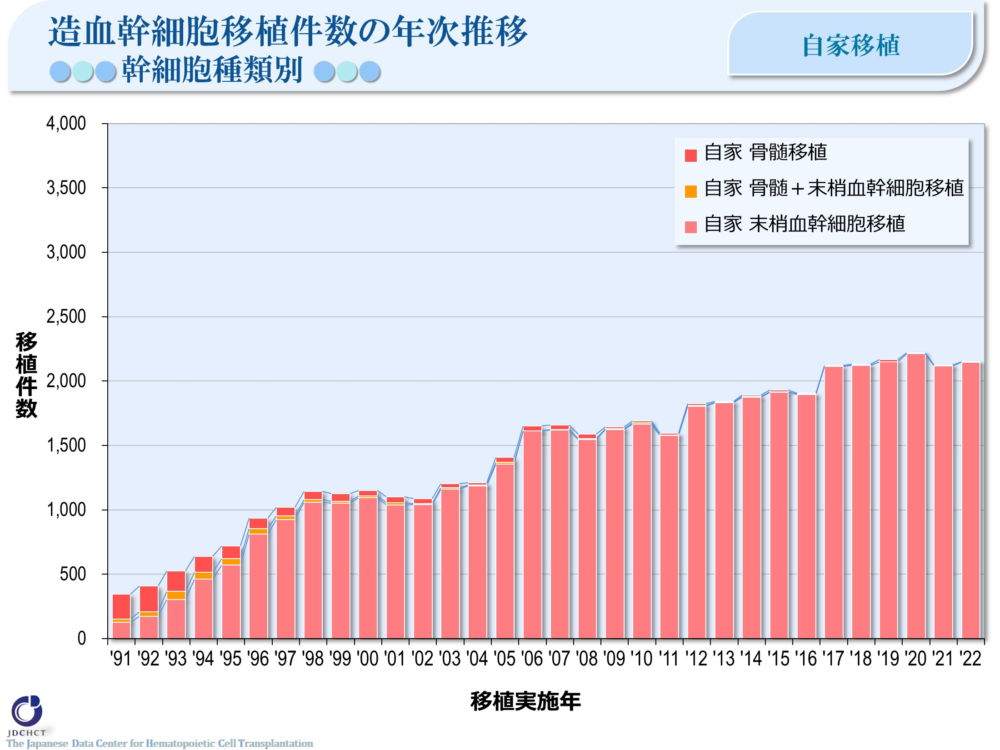 造血幹細胞移植件数の年次推移
幹細胞種類別
自家移植
4,000
3,500
3,000
2,500
2,000
1,500
1,000
500
0
移植件数
自家 骨髄移植
自家 骨髄＋末梢血幹細胞移植
自家 末梢血幹細胞移植
'91 '92 '93 '94 '95 '96 '97 '98 '99 '00 '01 '02 '03 '04 '05 '06 '07 '08 '09 '10 '11 '12 '13 '14 '15 '16 '17 '18 '19 '20 '21 '22
移植実施年
JDCHCT
The Japanese Data Center for Hematopoietic Cell Transplantation